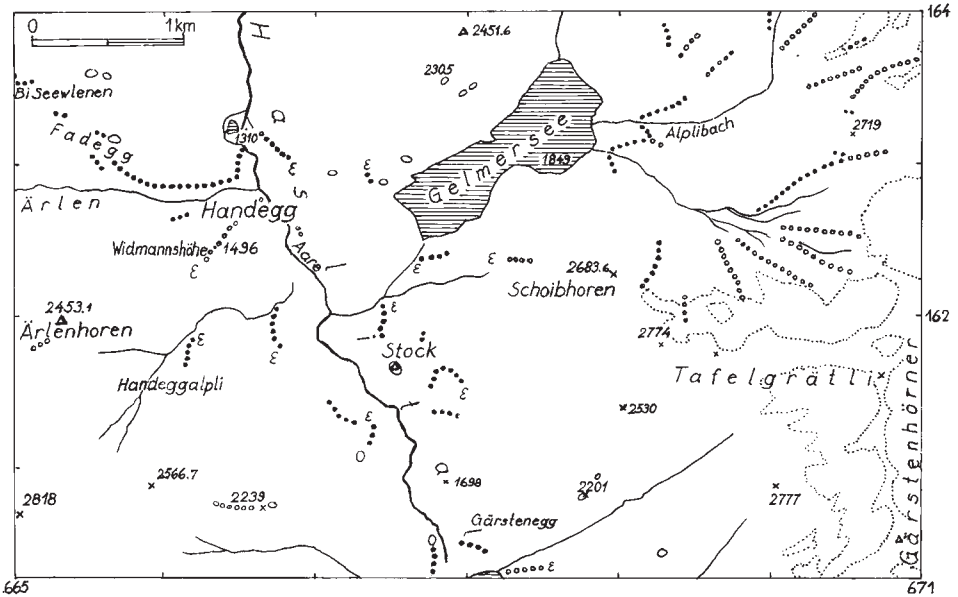 0 1km
164
H
2451.6
2305
Bi Seewlenen
Fadegg
1310
a
Alplibach
2719
ε
ε
s
Gelmersee
1849
Ärlen
Handegg
Widmannshöhe
1496
Aare
l
ε
ε
ε
2683.6
Schoibhoren
2453.1
Ärlenhoren
162
ε
ε
ε
i
2774
Stock
Tafelgrätli
Handeggalpli
ε
t
2530
ε
2566.7
a
1698
2818
2239
2201
2777
Gärstenegg
Gärstenhörner
ε
665
671